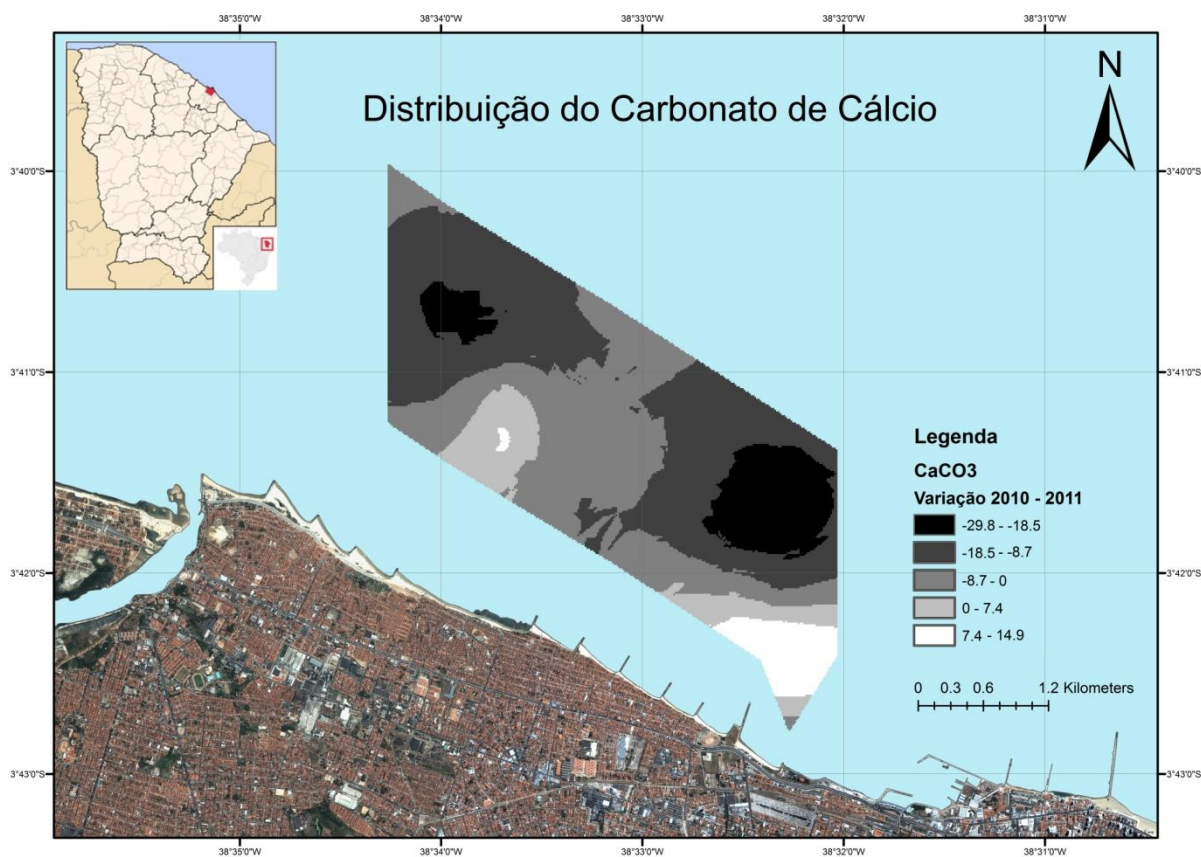 38°35'0"W 38°34'0"W 38°33'0"W 38°32'0"W 38°31'0"W
N
Distribuição do Carbonato de Cálcio
3°40'0"S 3°40'0"S
3°41'0"S 3°41'0"S
Legenda
CaCO3
Variação 2010 - 2011
-29.8 - -18.5
-18.5 - -8.7
-8.7 - 0
0 - 7.4
7.4 - 14.9
3°42'0"S 3°42'0"S
0 0.3 0.6 1.2 Kilometers
3°43'0"S 3°43'0"S
38°35'0"W 38°34'0"W 38°33'0"W 38°32'0"W 38°31'0"W